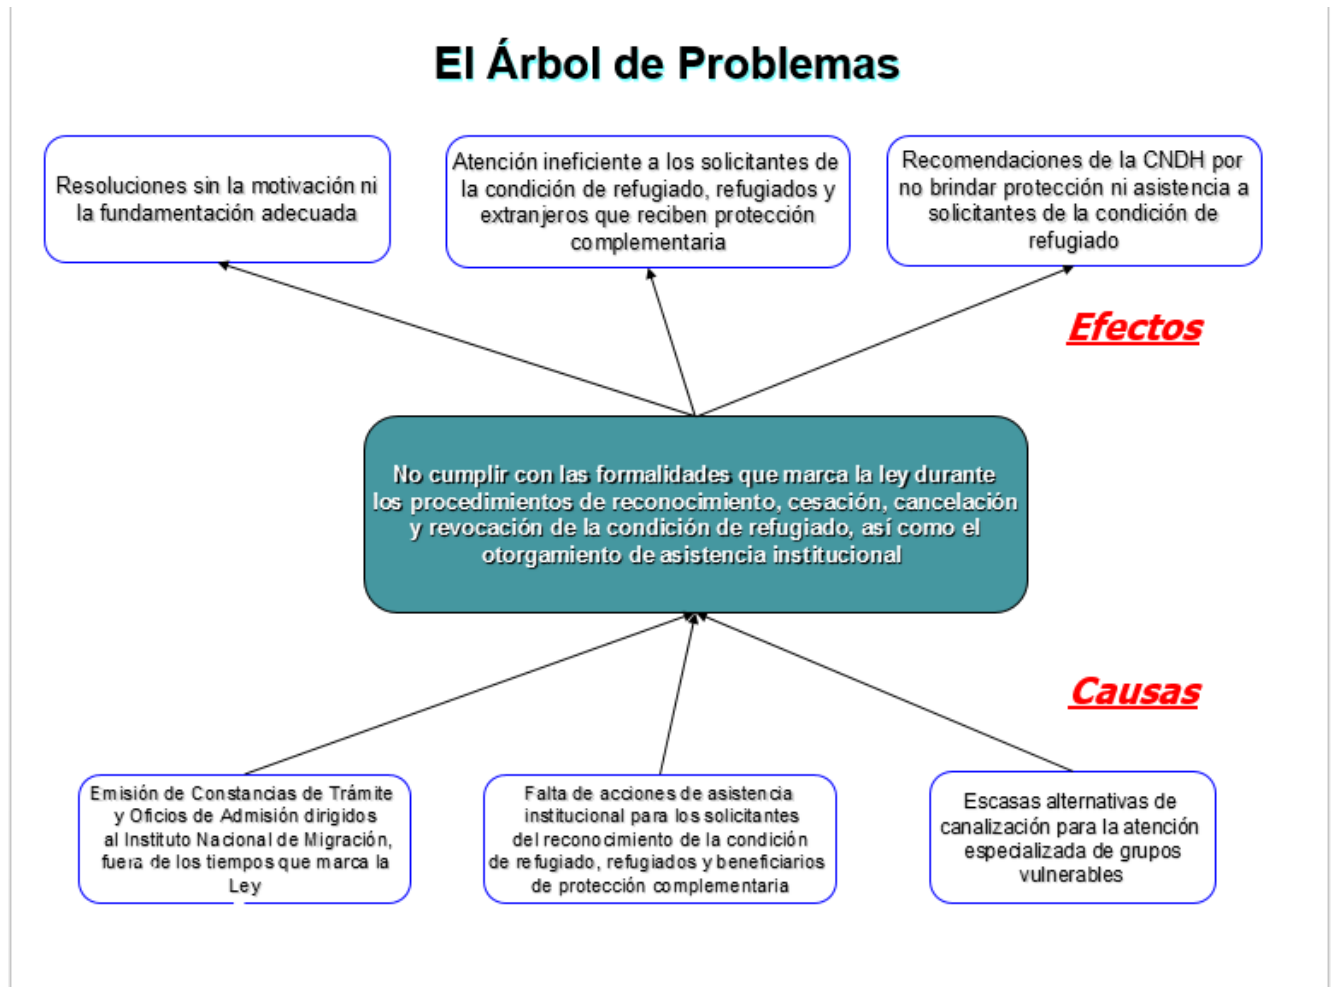 El Árbol de Problemas
Resoluciones sin la motivación ni
la fundamentación adecuada
Atención ineficiente a los solicitantes de
la condición de refugiado, refugiados y
extranjeros que reciben protección
complementaria
Recomendaciones de la CNDH por
no brindar protección ni asistencia a
solicitantes de la condición de
refugiado
Efectos
No cumplir con las formalidades que marca la ley durante
los procedimientos de reconocimiento, cesación, cancelación
y revocación de la condición de refugiado, así como el
otorgamiento de asistencia institucional
Causas
Emisión de Constancias de Trámite
y Oficios de Admisión dirigidos
al Instituto Nacional de Migración,
fuera de los tiempos que marca la
Ley
Falta de acciones de asistencia
institucional para los solicitantes
del reconocimiento de la condición
de refugiado, refugiados y beneficiarios
de protección complementaria
Escasas alternativas de
canalización para la atención
especializada de grupos
vulnerables